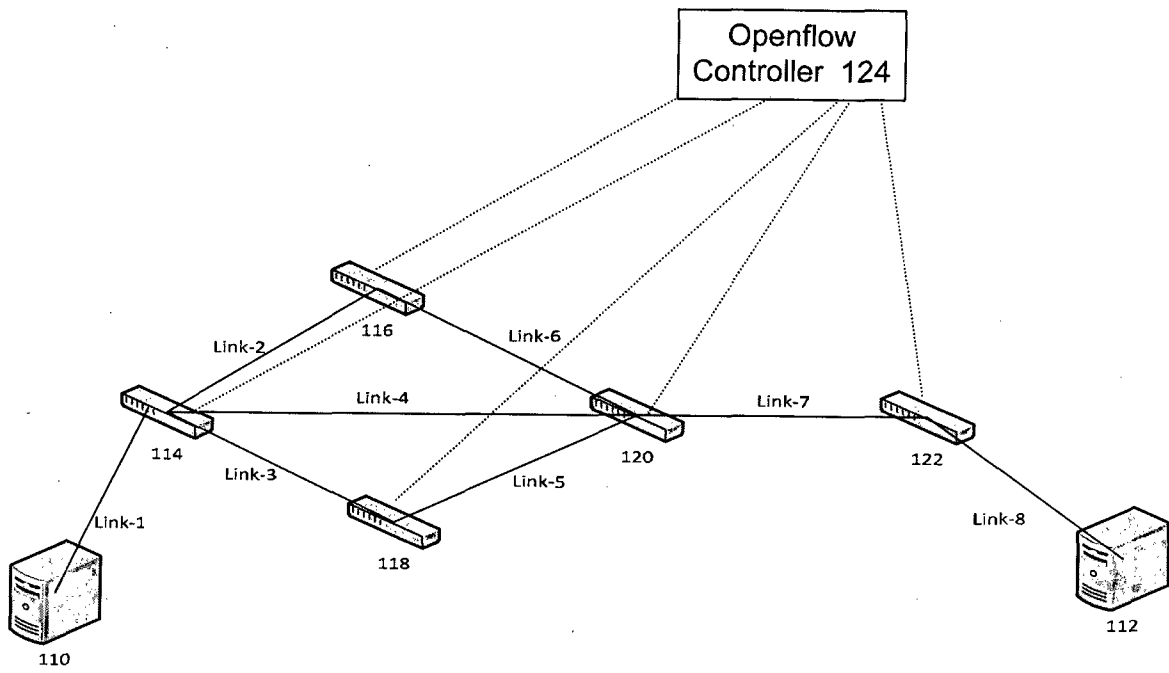 Openflow
Controller 124
116
Link-2
Link-6
Link-4
Link-7
114
120
122
Link-3
Link-5
Link-1
Link-8
118
110
112